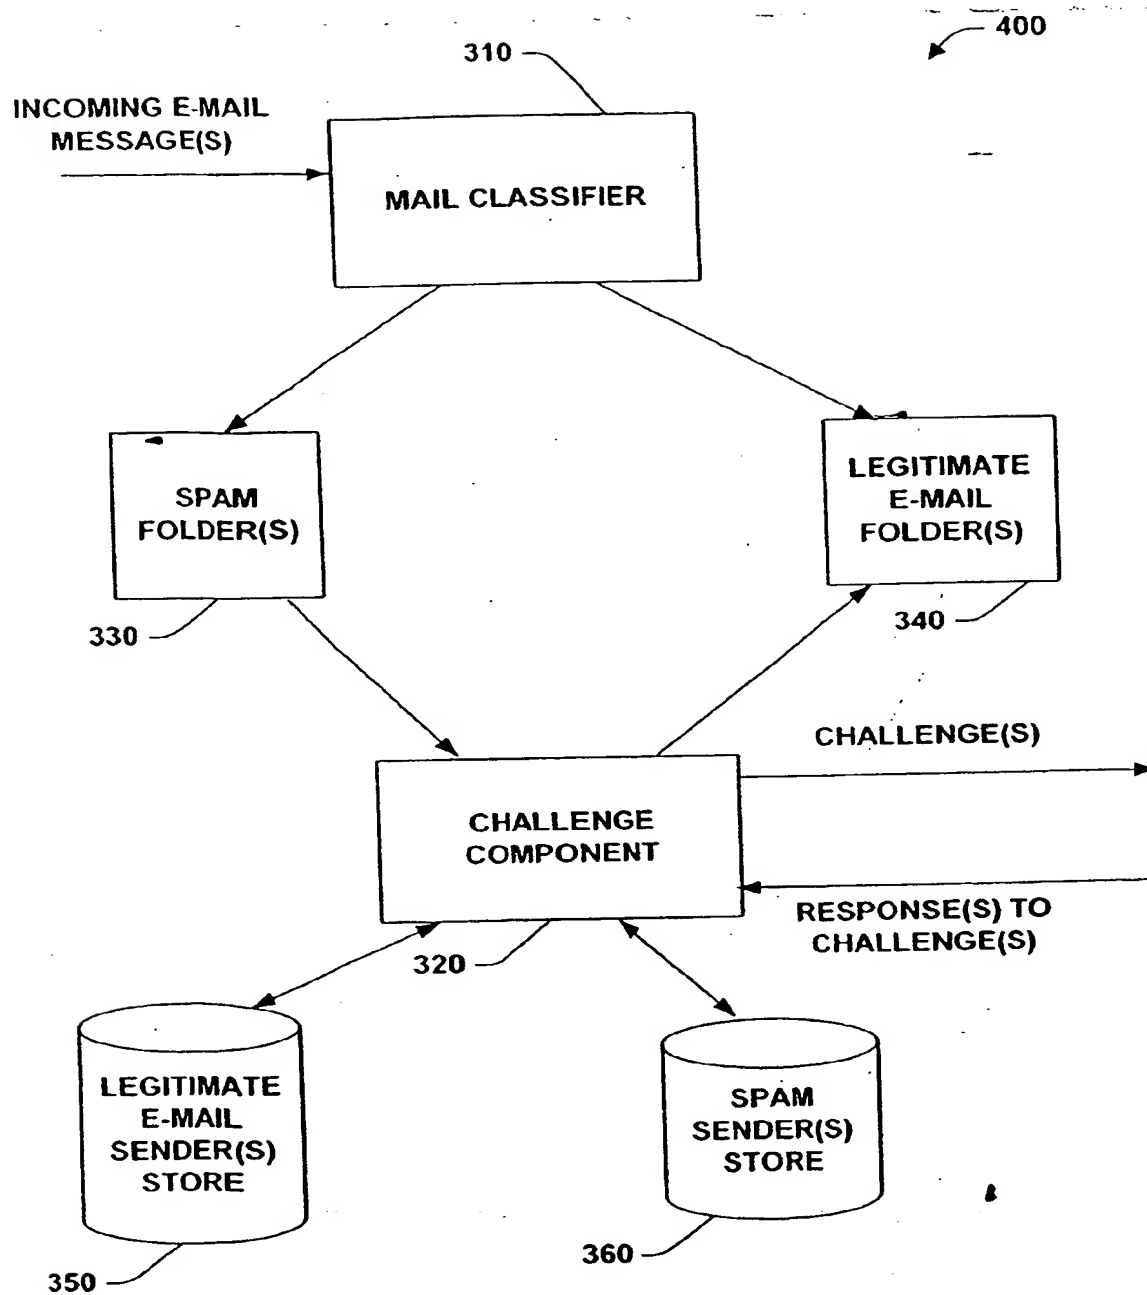 400
310
INCOMING E-MAIL
MESSAGE(S)
MAIL CLASSIFIER
SPAM
FOLDER(S)
330
LEGITIMATE
E-MAIL
FOLDER(S)
340
CHALLENGE(S)
CHALLENGE
COMPONENT
RESPONSE(S) TO
CHALLENGE(S)
320
LEGITIMATE
E-MAIL
SENDER(S)
STORE
350
SPAM
SENDER(S)
STORE
360